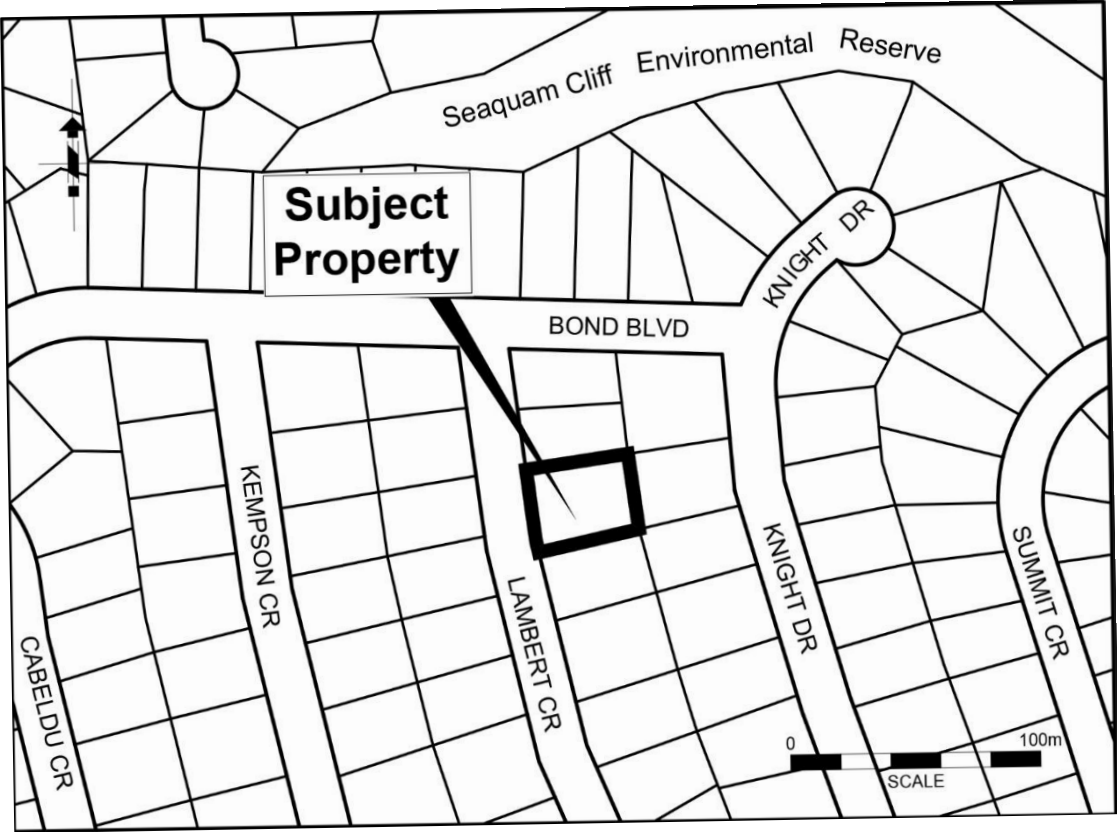 Seaquam Cliff Environmental Reserve
Subject
Property
KNIGHT DR
BOND BLVD
KEMPSON CR
LAMBERT CR
KNIGHT DR
SUMMIT CR
CABELDU CR
0 100m
SCALE